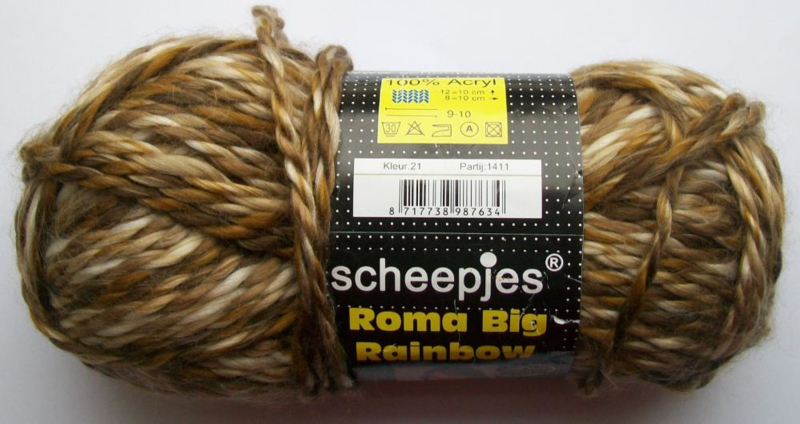 100% Acryl
12=10 cm
8=10 cm
9-10
30 A
Kleur.21 Partij.1411
8 717738 987634
scheepjes®
Roma Big
Rainbow